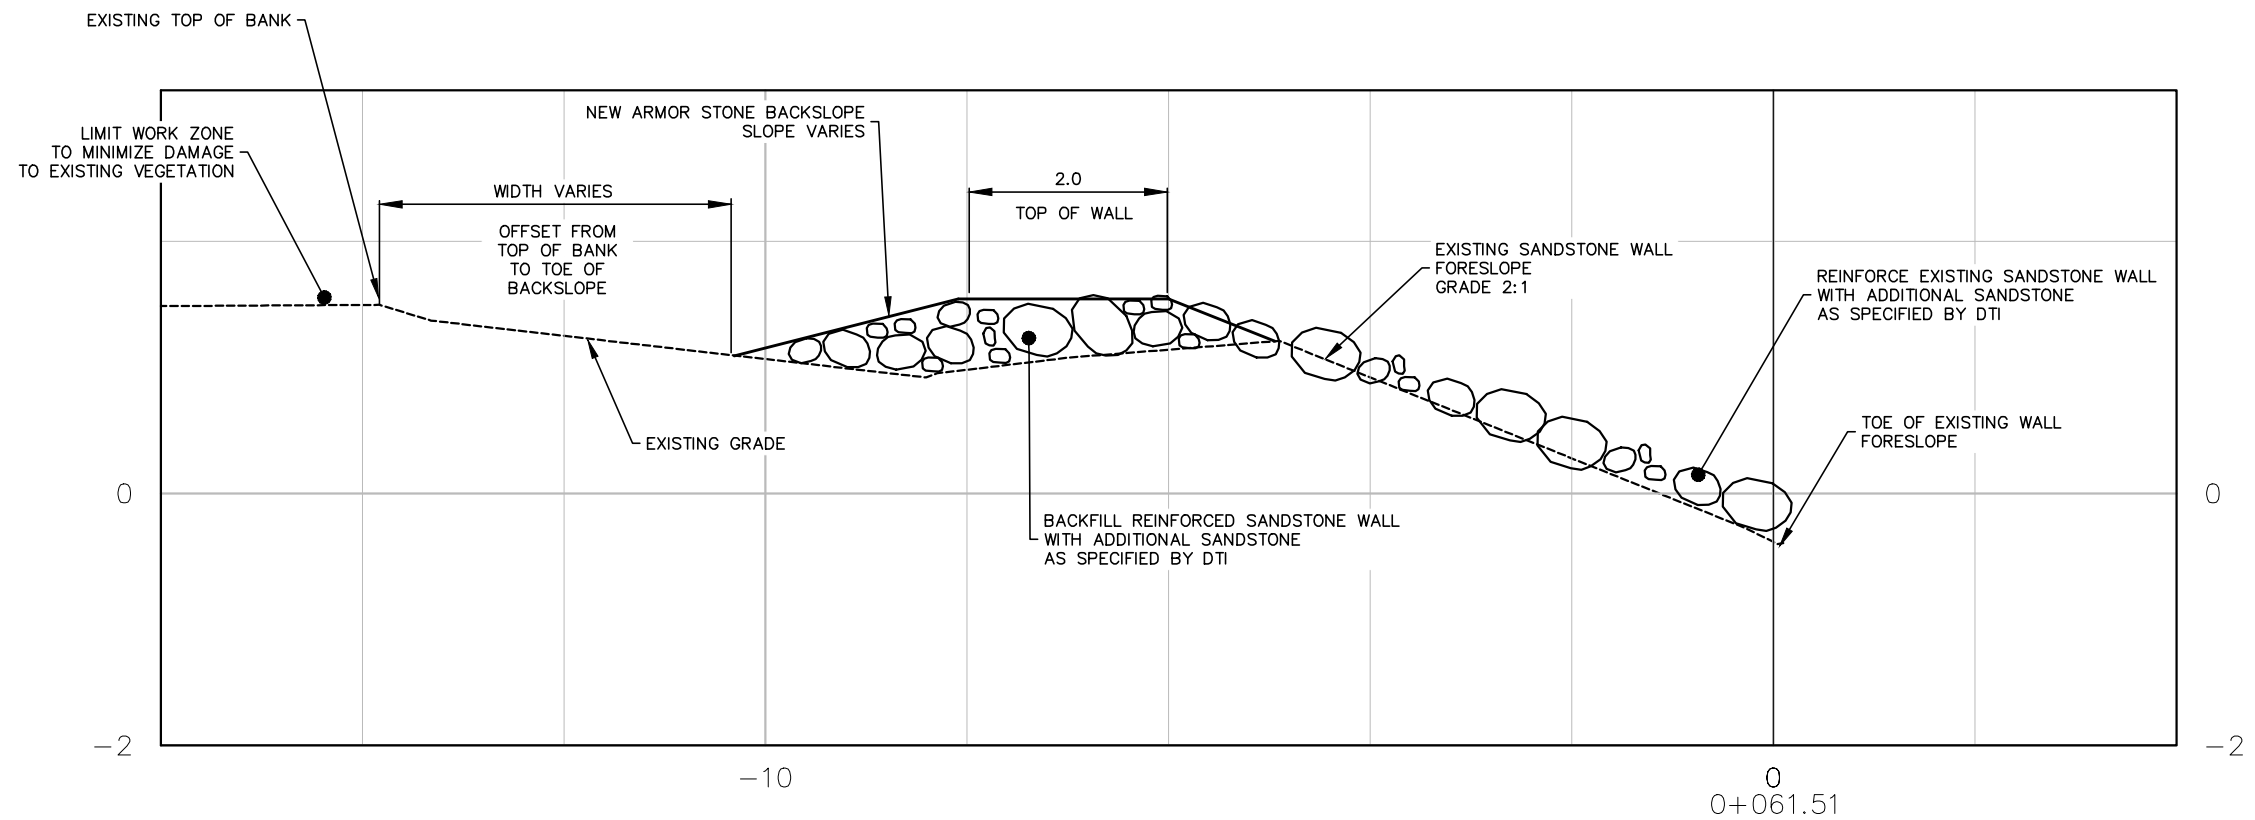 EXISTING TOP OF BANK
LIMIT WORK ZONE
TO MINIMIZE DAMAGE
TO EXISTING VEGETATION
NEW ARMOR STONE BACKSLOPE
SLOPE VARIES
WIDTH VARIES
OFFSET FROM
TOP OF BANK
TO TOE OF
BACKSLOPE
2.0
TOP OF WALL
EXISTING SANDSTONE WALL
FORESLOPE
GRADE 2:1
REINFORCE EXISTING SANDSTONE WALL
WITH ADDITIONAL SANDSTONE
AS SPECIFIED BY DTI
TOE OF EXISTING WALL
FORESLOPE
EXISTING GRADE
BACKFILL REINFORCED SANDSTONE WALL
WITH ADDITIONAL SANDSTONE
AS SPECIFIED BY DTI
0
0
-2
-2
-10
0
0+061.51